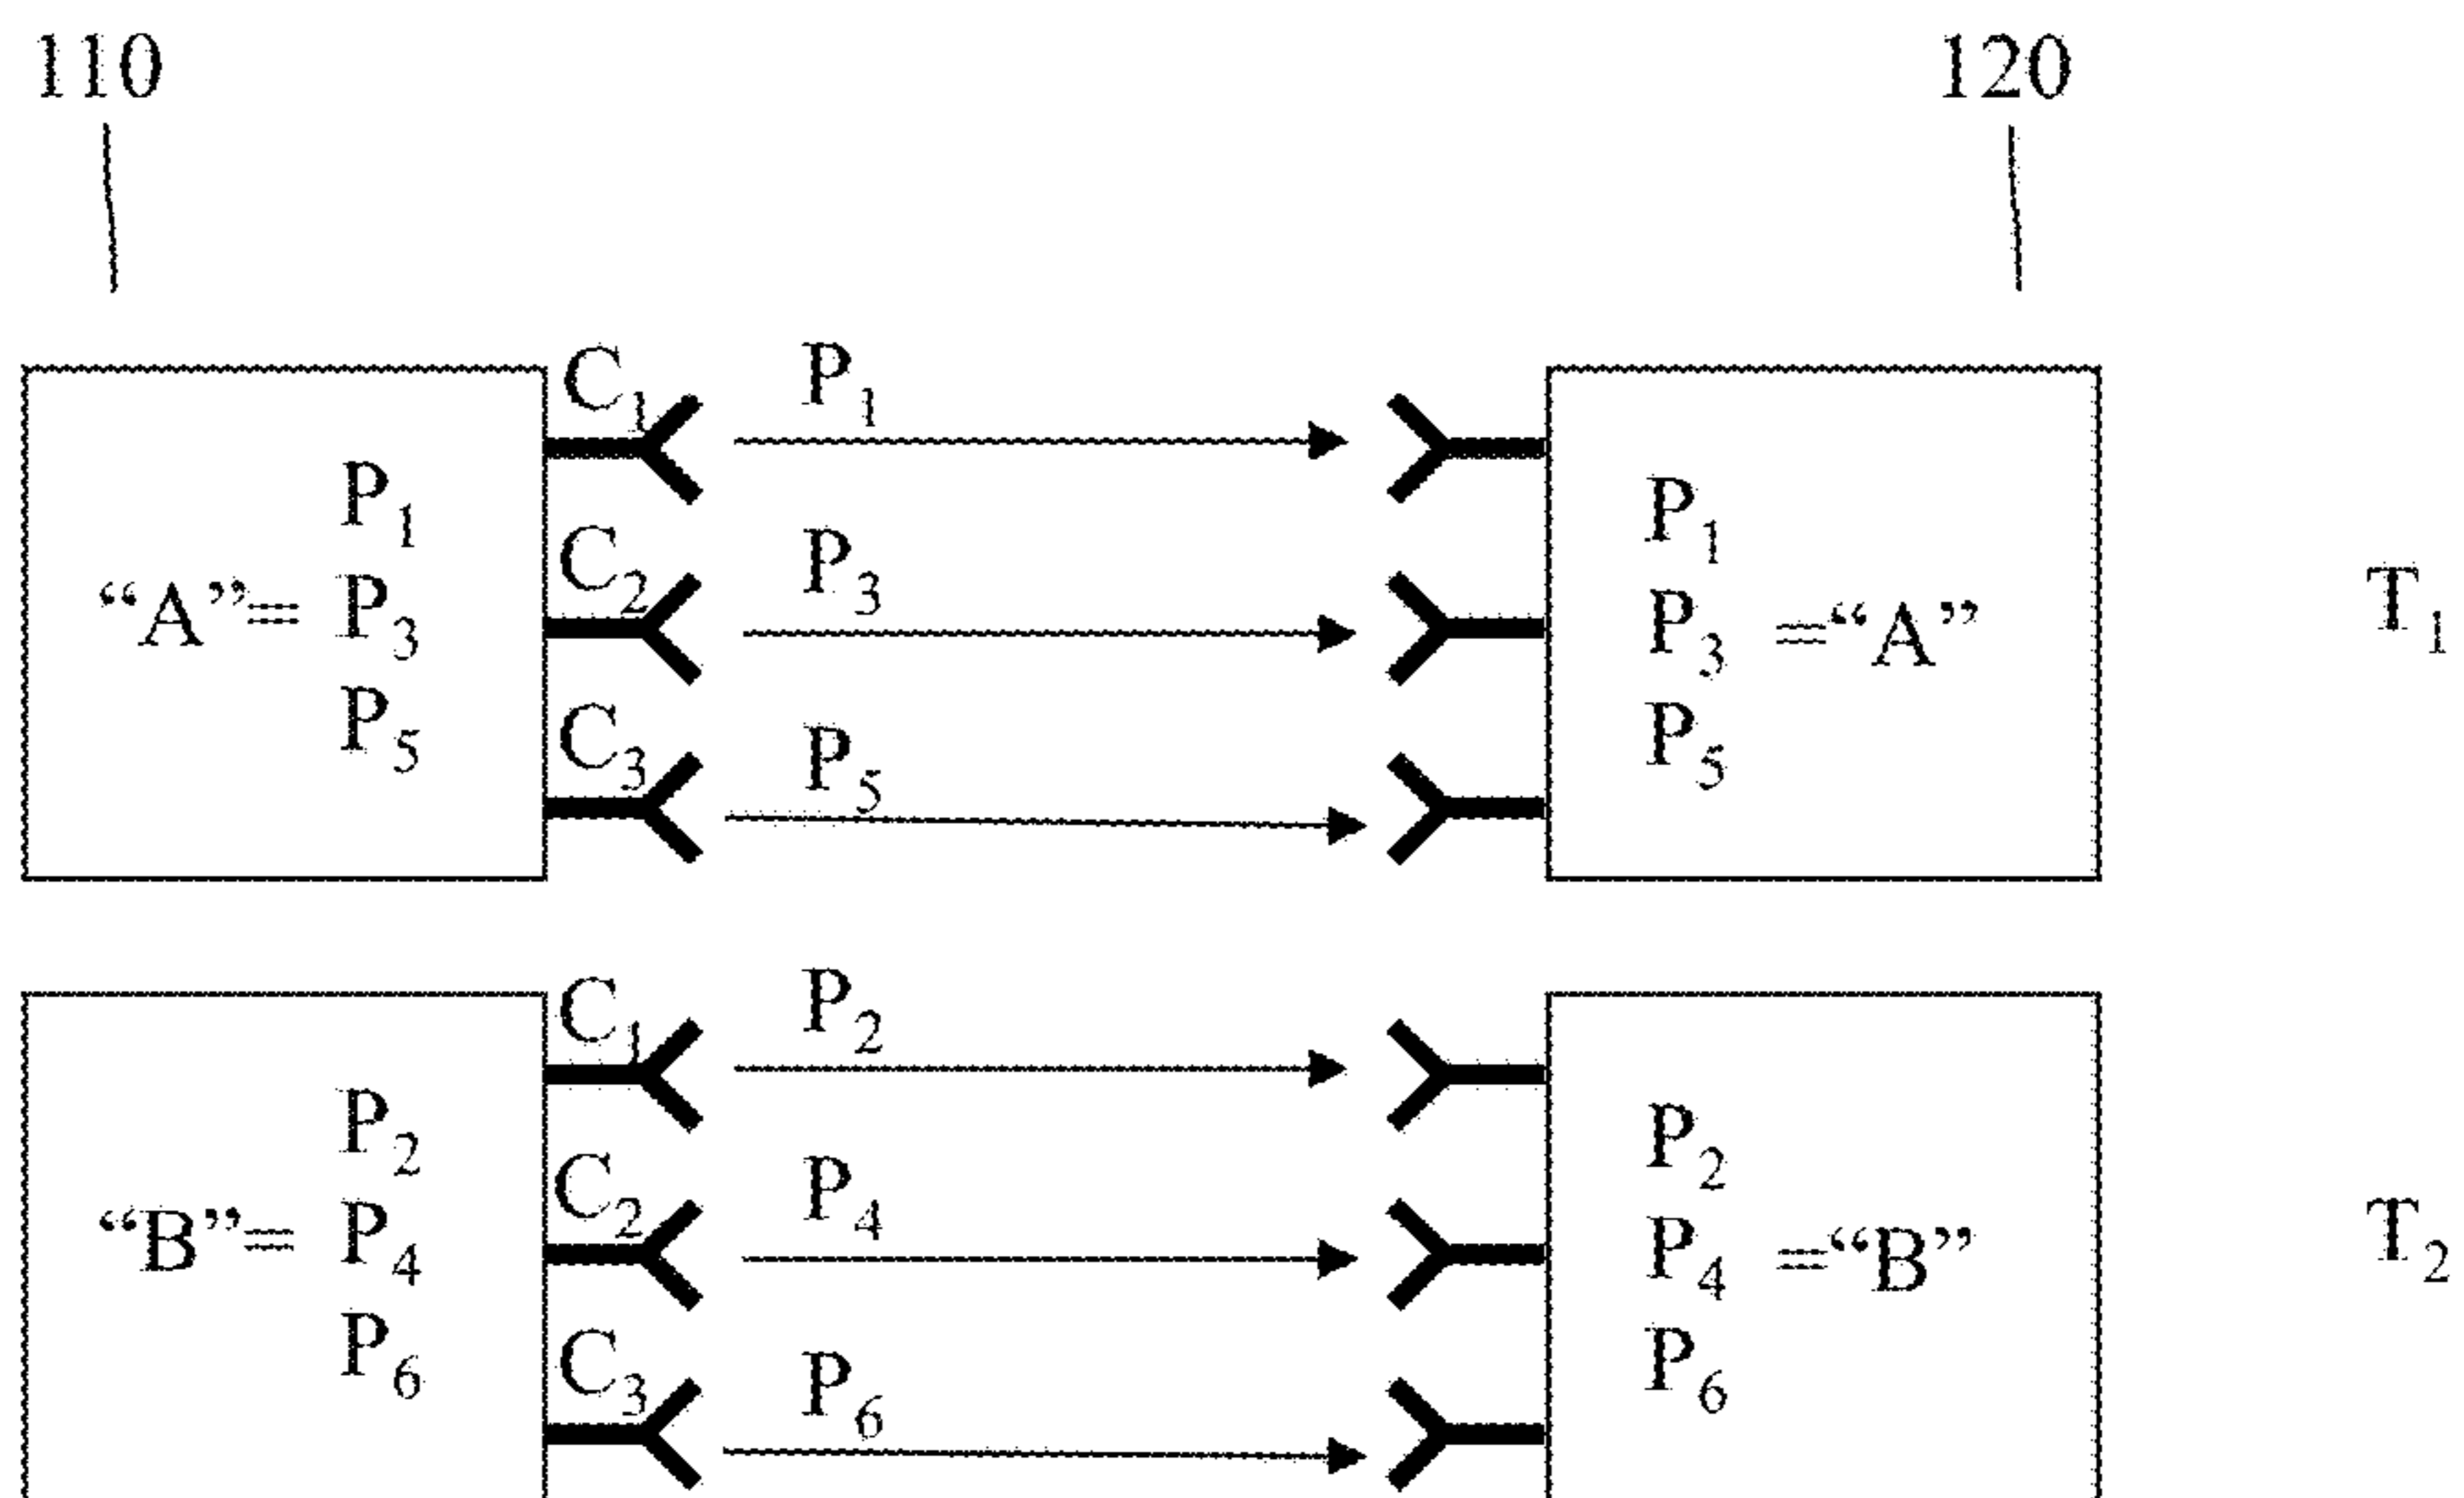 110 120
C₁ P₁
P₁ P₁
C₂ P₃
“A”= P₃ P₃ =“A” T₁
C₃ P₅
P₅ P₅
C₁ P₂
P₂ P₂
C₂ P₄
“B”= P₄ P₄ =“B” T₂
C₃ P₆
P₆ P₆